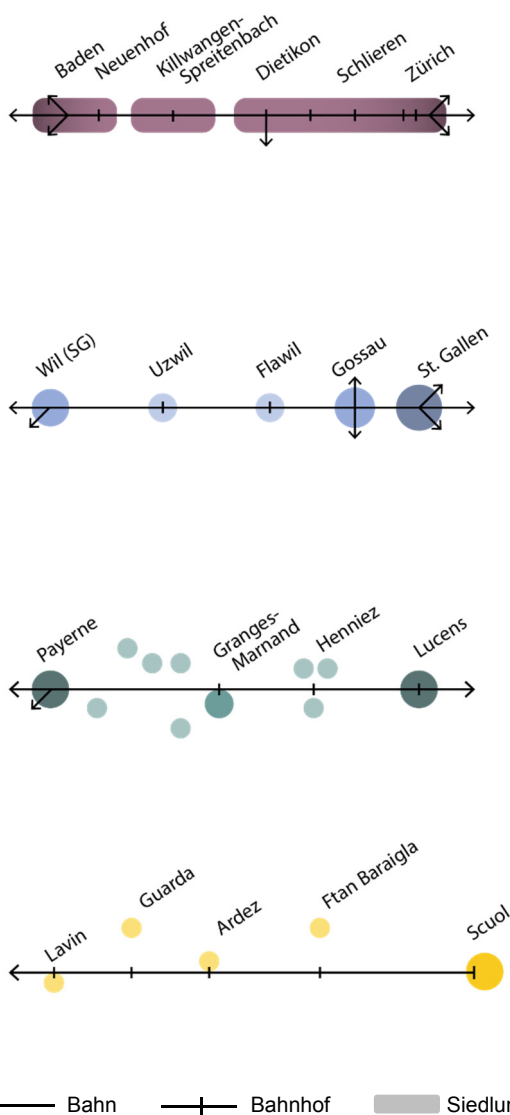 Baden
Neuenhof
Killwangen-
Spreitenbach
Dietikon
Schlieren
Zürich
Wil (SG)
Uzwil
Flawil
Gossau
St. Gallen
Payerne
Granges-
Marnand
Henniez
Lucens
Lavin
Guarda
Ardez
Ftan Baraigla
Scuol
Bahn
Bahnhof